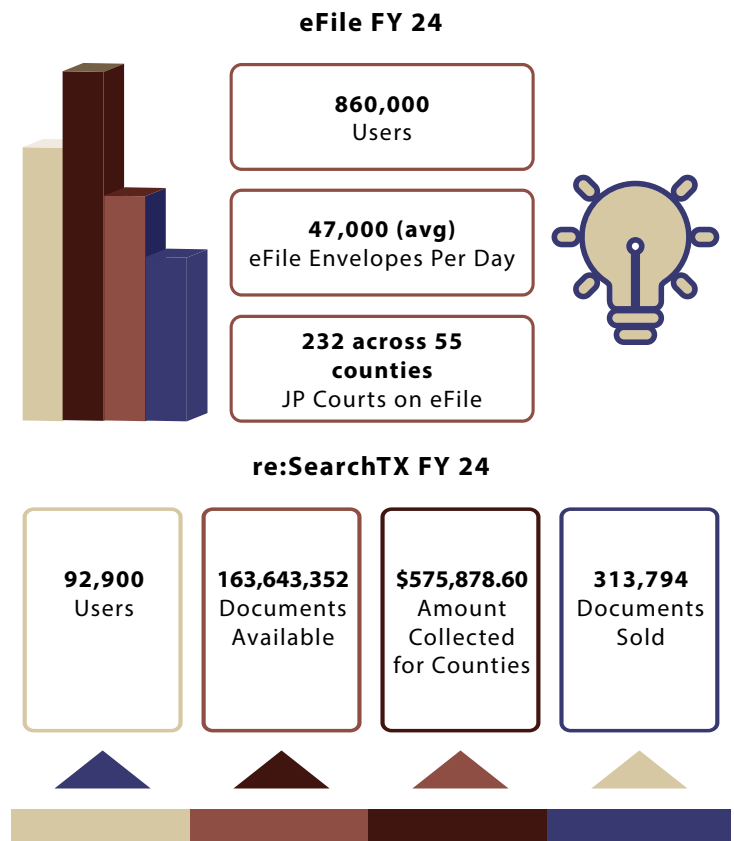 eFile FY 24
860,000
Users
47,000 (avg)
eFile Envelopes Per Day
232 across 55
counties
JP Courts on eFile
re:SearchTX FY 24
92,900
Users
163,643,352
Documents
Available
$575,878.60
Amount
Collected
for Counties
313,794
Documents
Sold